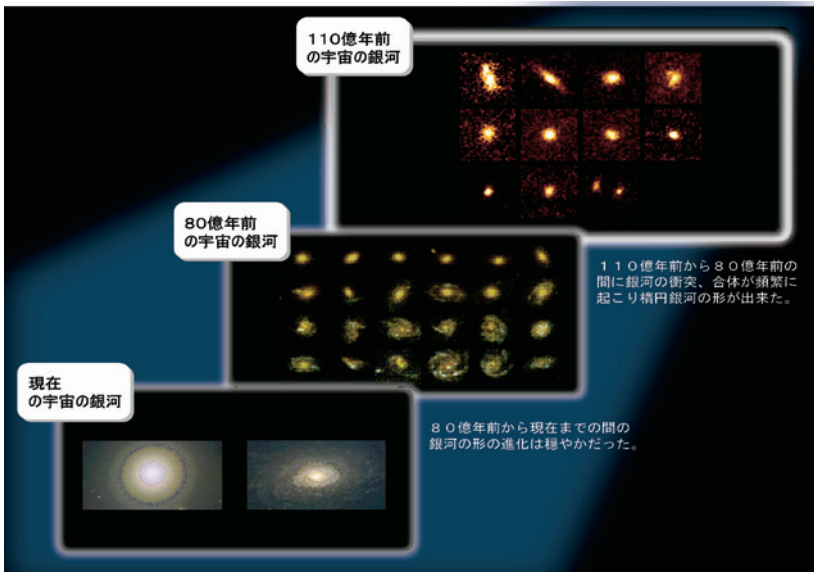 110億年前
の宇宙の銀河
80億年前
の宇宙の銀河
110億年前から80億年前の
間に銀河の衝突、合体が頻繁に
起こり楕円銀河の形が出来た。
現在
の宇宙の銀河
80億年前から現在までの間の
銀河の形の進化は穏やかだった。